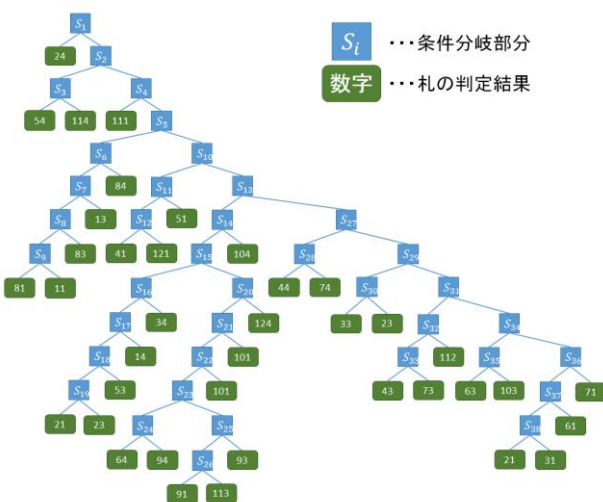 S1
Si ・・・条件分岐部分
24 S2
数字 ・・・札の判定結果
S3 S4
54 114 111 S5
S6 S10
S7 84 S11 S13
S8 13 S12 51 S14 S27
S9 83 41 121 S15 104 S28 S29
81 11 S16 S20 44 74 S30 S31
S17 34 S21 124 33 23 S32 S34
S18 14 S22 101 S33 112 S35 S36
S19 53 S23 101 43 73 63 103 S37 71
21 23 S24 S25 S38 61
64 94 S26 93 21 31
91 113